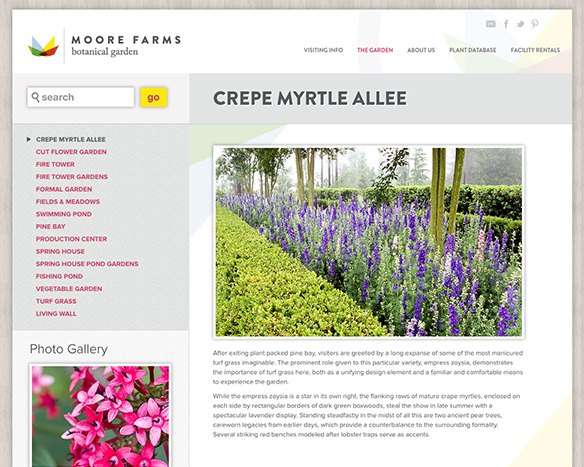 MOORE FARMS
botanical garden
VISITING INFO THE GARDEN ABOUT US PLANT DATABASE FACILITY RENTALS
search go
CREPE MYRTLE ALLEE
CREPE MYRTLE ALLEE
CUT FLOWER GARDEN
FIRE TOWER
FIRE TOWER GARDENS
FORMAL GARDEN
FIELDS & MEADOWS
SWIMMING POND
PINE BAY
PRODUCTION CENTER
SPRING HOUSE
SPRING HOUSE POND GARDENS
FISHING POND
VEGETABLE GARDEN
TURF GRASS
LIVING WALL
Photo Gallery
After exiting plant packed pine bay, visitors are greeted by a long expanse of some of the most manicured
turf grass imaginable. The prominent role given to this particular variety, empress zoysia, demonstrates
the importance of turf grass here, both as a unifying design element and a familiar and comfortable means
to experience the garden.
While the empress zoysia is a star in its own right, the flanking rows of mature crepe myrtles, enclosed on
each side by rectangular borders of dark green boxwoods, steal the show in late summer with a
spectacular lavender display. Standing steadfastly in the midst of all this are two ancient pear trees,
careworn legacies from earlier days, which provide a counterbalance to the surrounding formality.
Several striking red benches modeled after lobster traps serve as accents.